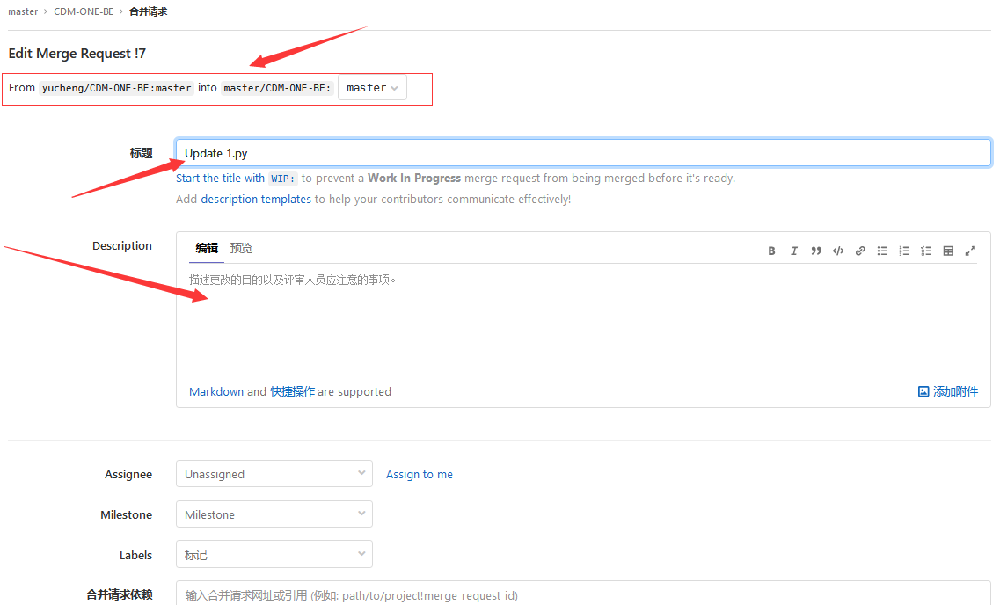 master › CDM-ONE-BE › 合并请求
Edit Merge Request !7
From yucheng/CDM-ONE-BE:master into master/CDM-ONE-BE: master
标题 Update 1.py
Start the title with WIP: to prevent a Work In Progress merge request from being merged before it's ready.
Add description templates to help your contributors communicate effectively!
Description 编辑 预览
描述更改的目的以及评审人员应注意的事项。
Markdown and 快捷操作 are supported 添加附件
Assignee Unassigned Assign to me
Milestone Milestone
Labels 标记
合并请求依赖 输入合并请求网址或引用 (例如: path/to/project!merge_request_id)